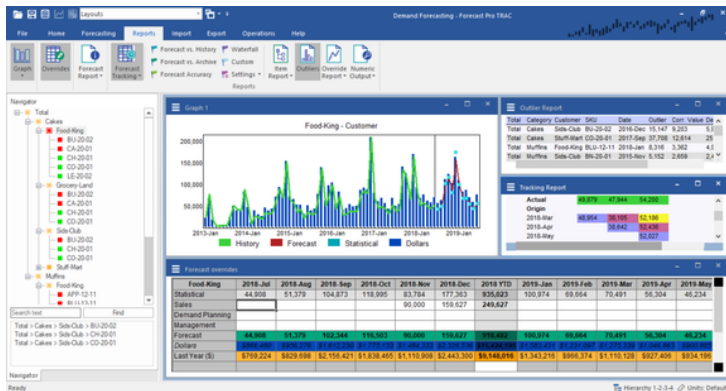 Layouts
Demand Forecasting - Forecast Pro TRAC
File Home Forecasting Reports Import Export Operations Help
Graph Overrides Forecast Report Forecast Tracking Forecast vs. History Waterfall Item Report Outliers Override Report Numeric Output
Forecast vs. Archive Custom
Forecast Accuracy Settings
Reports
Navigator
Total
Cakes
Food-King
BU-20-02
CA-20-01
CH-20-01
CO-20-01
LE-20-02
Grocery-Land
BU-20-02
CA-20-01
CH-20-01
CO-20-01
Side-Club
BU-20-02
CH-20-01
CO-20-01
Stuff-Mart
Muffins
Food-King
APP-12-11
BLU-12-11
Search text Find
Total > Cakes > Side-Club > BU-20-02
Total > Cakes > Side-Club > CH-20-01
Total > Cakes > Side-Club > CO-20-01
Navigator
Ready
Graph 1
Food-King - Customer
200,000
150,000
100,000
50,000
2013-Jan 2014-Jan 2015-Jan 2016-Jan 2017-Jan 2018-Jan 2019-Jan
History Forecast Statistical Dollars
Outlier Report
Total Category Customer SKU Date Outlier Corr. Value
Total Cakes Side-Club BU-20-02 2016-Dec 15,147 9,203
Total Cakes Stuff-Mart CO-20-01 2017-Sep 37,708 12,614
Total Muffins Food-King BLU-12-11 2018-Jan 8,316 3,362
Total Muffins Side-Club BN-20-01 2015-Nov 5,152 2,659
Tracking Report
Actual 49,879 47,944 54,200
Origin
2018-Mar 48,954 38,105 52,186
2018-Apr 38,642 52,436
2018-May 52,627
Forecast overrides
Food-King 2018-Jul 2018-Aug 2018-Sep 2018-Oct 2018-Nov 2018-Dec 2018 YTD 2019-Jan 2019-Feb 2019-Mar 2019-Apr 2019-May
Statistical 44,908 51,379 104,873 118,995 83,784 177,363 935,823 100,974 69,664 70,491 56,304 46,234
Sales 90,000 159,627 249,627
Demand Planning
Management
Forecast 44,908 51,379 102,344 116,503 90,000 159,627 100,974 69,664 70,491 56,304 46,234
Dollars
Last Year ($) $769,224 $829,698 $2,156,421 $1,838,465 $1,110,908 $2,443,300 $9,148,016 $1,343,216 $966,374 $1,110,128 $927,406 $834,196
Hierarchy 1-2-3-4 Units: Default